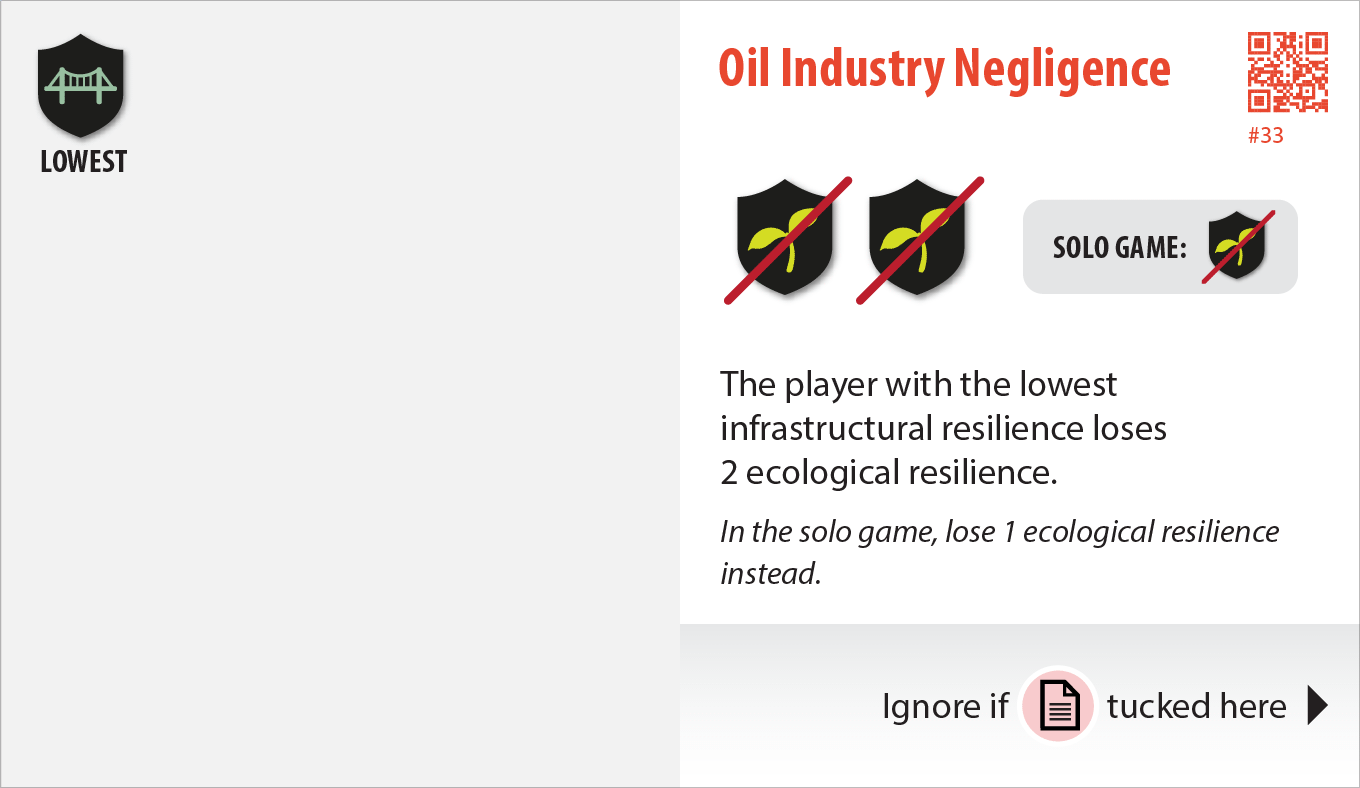 LOWEST
Oil Industry Negligence
#33
SOLO GAME:
The player with the lowest
infrastructural resilience loses
2 ecological resilience.
In the solo game, lose 1 ecological resilience
instead.
Ignore if tucked here